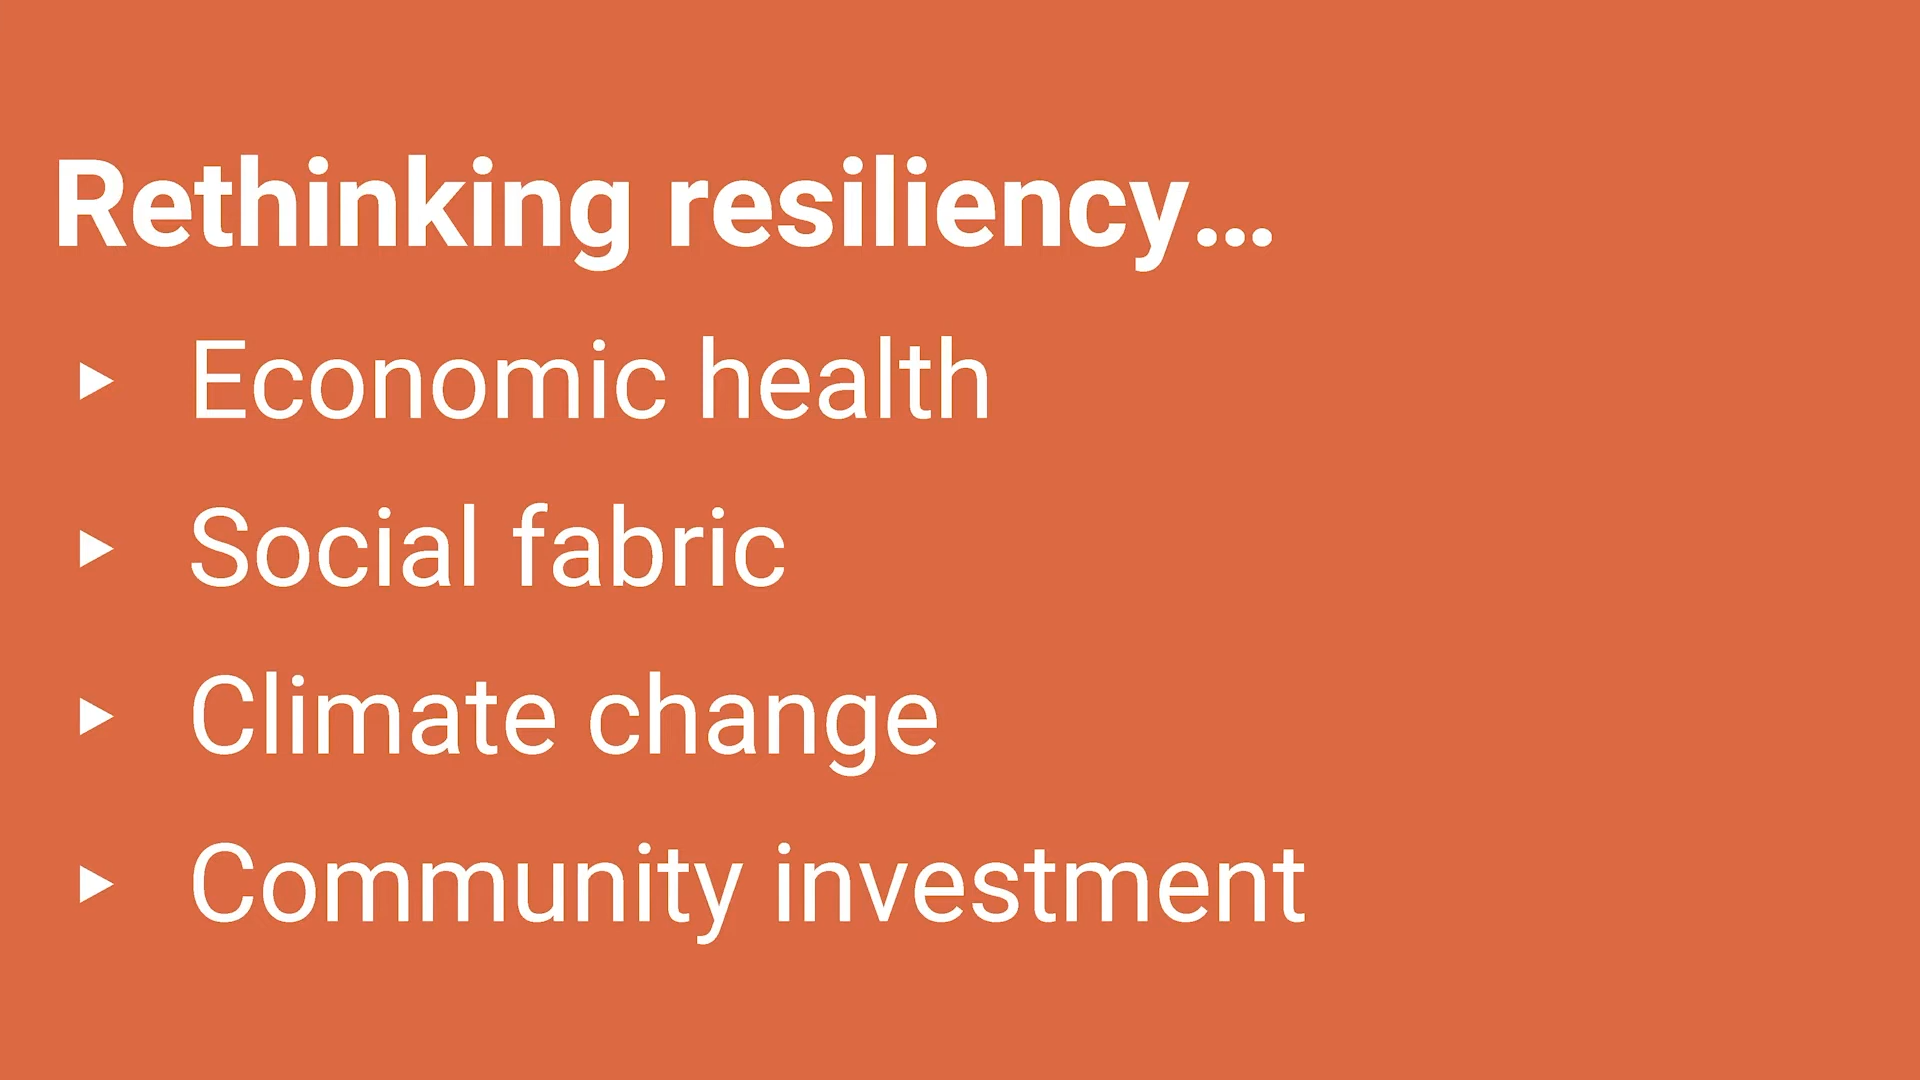 Rethinking resiliency…
▸ Economic health
▸ Social fabric
▸ Climate change
▸ Community investment